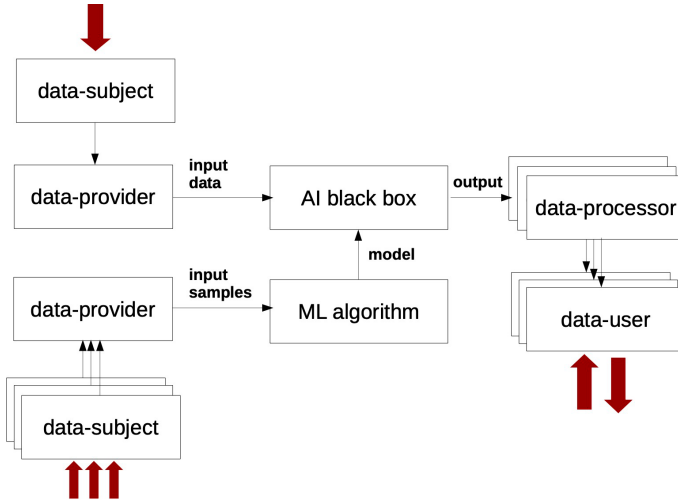 data-subject
data-provider
input
data
AI black box
output
data-processor
model
data-provider
input
samples
ML algorithm
data-user
data-subject